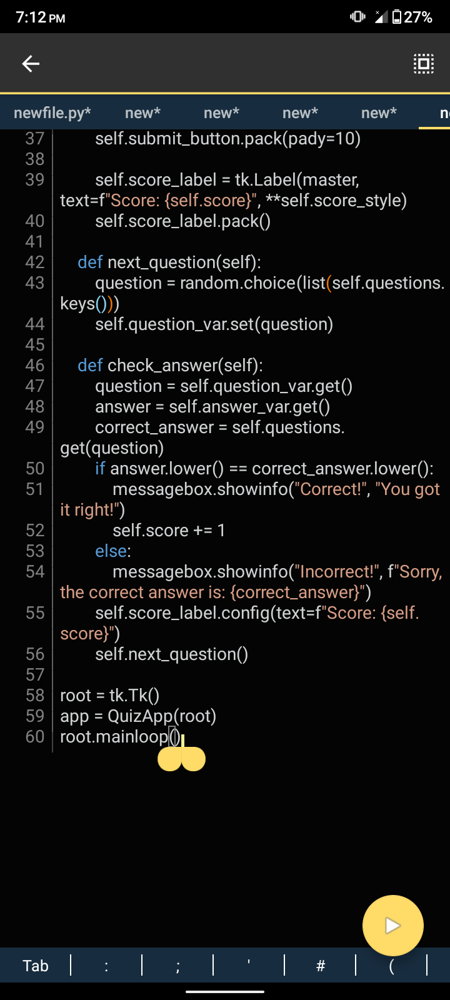 7:12 PM 27%
newfile.py* new* new* new* new*
37 self.submit_button.pack(pady=10)
38
39 self.score_label = tk.Label(master,
text=f"Score: {self.score}", **self.score_style)
40 self.score_label.pack()
41
42 def next_question(self):
43 question = random.choice(list(self.questions.
keys()))
44 self.question_var.set(question)
45
46 def check_answer(self):
47 question = self.question_var.get()
48 answer = self.answer_var.get()
49 correct_answer = self.questions.
get(question)
50 if answer.lower() == correct_answer.lower():
51 messagebox.showinfo("Correct!", "You got
it right!")
52 self.score += 1
53 else:
54 messagebox.showinfo("Incorrect!", f"Sorry,
the correct answer is: {correct_answer}")
55 self.score_label.config(text=f"Score: {self.
score}")
56 self.next_question()
57
58 root = tk.Tk()
59 app = QuizApp(root)
60 root.mainloop()
Tab : ; ' # (